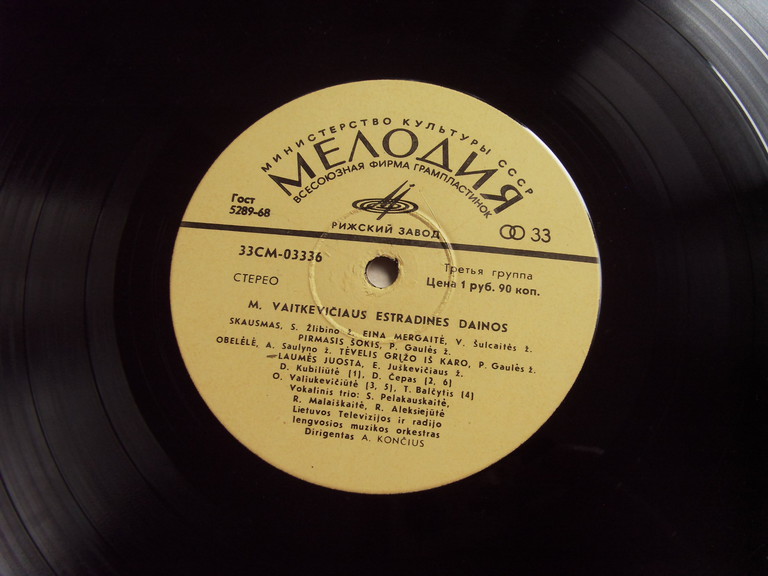 МИНИСТЕРСТВО КУЛЬТУРЫ СССР
МЕЛОДИЯ
ВСЕСОЮЗНАЯ ФИРМА ГРАМПЛАСТИНОК
Гост
5289-68
РИЖСКИЙ ЗАВОД
33
33СМ-03336
СТЕРЕО
Третья группа
Цена 1 руб. 90 коп.
M. VAITKEVIČIAUS ESTRADINES DAINOS
SKAUSMAS, S. Žlibino ž. EINA MERGAITĖ, V. Šulcaitės ž.
PIRMASIS ŠOKIS, P. Gaulės ž.
OBELĖLĖ, A. Saulyno ž. TĖVELIS GRĮŽO IŠ KARO, P. Gaulės ž.
LAUMĖS JUOSTA, E. Juškevičiaus ž.
D. Kubiliūtė (1), D. Čepas (2, 6)
O. Valiukevičiūtė (3, 5), T. Balčytis (4)
Vokalinis trio: S. Pelakauskaitė,
R. Malaiškaitė, R. Aleksiejūtė
Lietuvos Televizijos ir radijo
lengvosios muzikos orkestras
Dirigentas A. KONČIUS